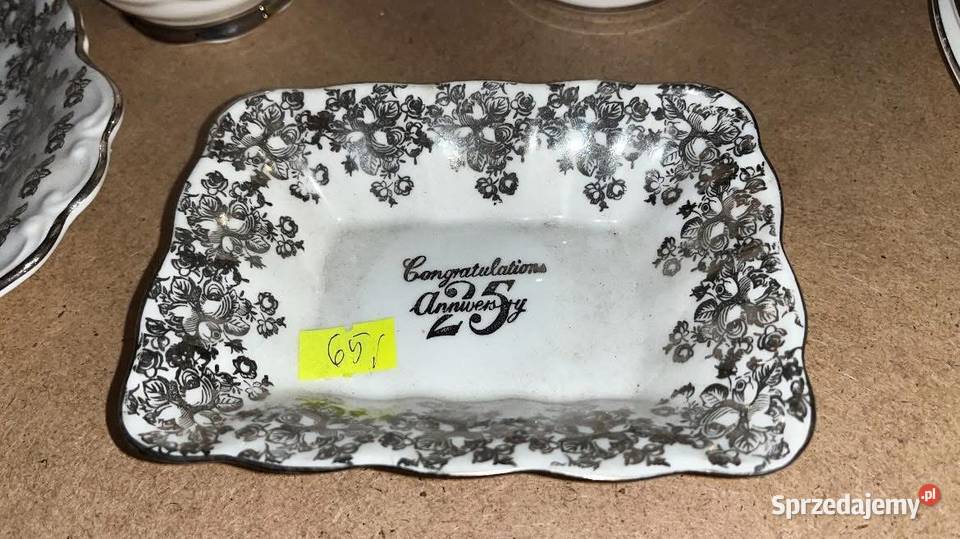 Congratulations
25
Anniversary
65,
Sprzedajemy.pl